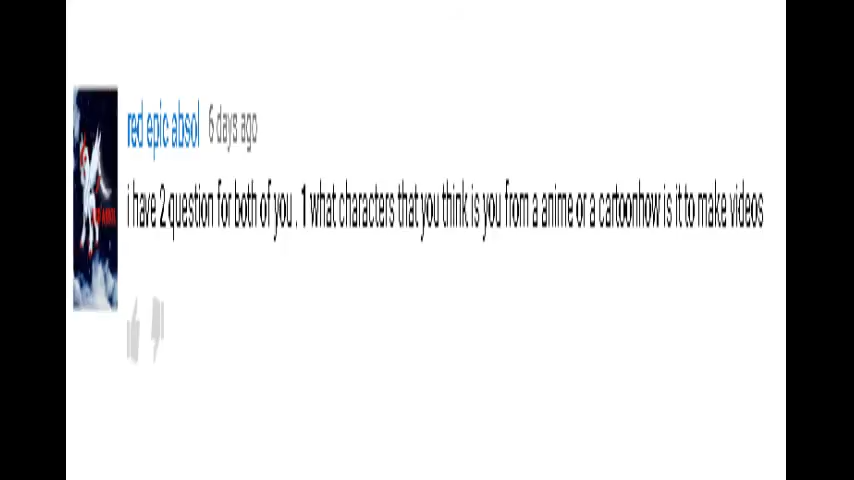 red epic absol 6 days ago
i have 2 question for both of you . 1 what characters that you think is you from a anime or a cartoonhow is it to make videos